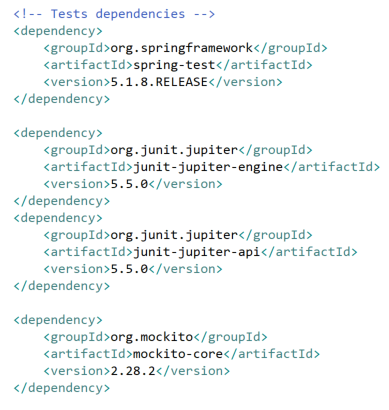 <!-- Tests dependencies -->
<dependency>
    <groupId>org.springframework</groupId>
    <artifactId>spring-test</artifactId>
    <version>5.1.8.RELEASE</version>
</dependency>

<dependency>
    <groupId>org.junit.jupiter</groupId>
    <artifactId>junit-jupiter-engine</artifactId>
    <version>5.5.0</version>
</dependency>
<dependency>
    <groupId>org.junit.jupiter</groupId>
    <artifactId>junit-jupiter-api</artifactId>
    <version>5.5.0</version>
</dependency>

<dependency>
    <groupId>org.mockito</groupId>
    <artifactId>mockito-core</artifactId>
    <version>2.28.2</version>
</dependency>